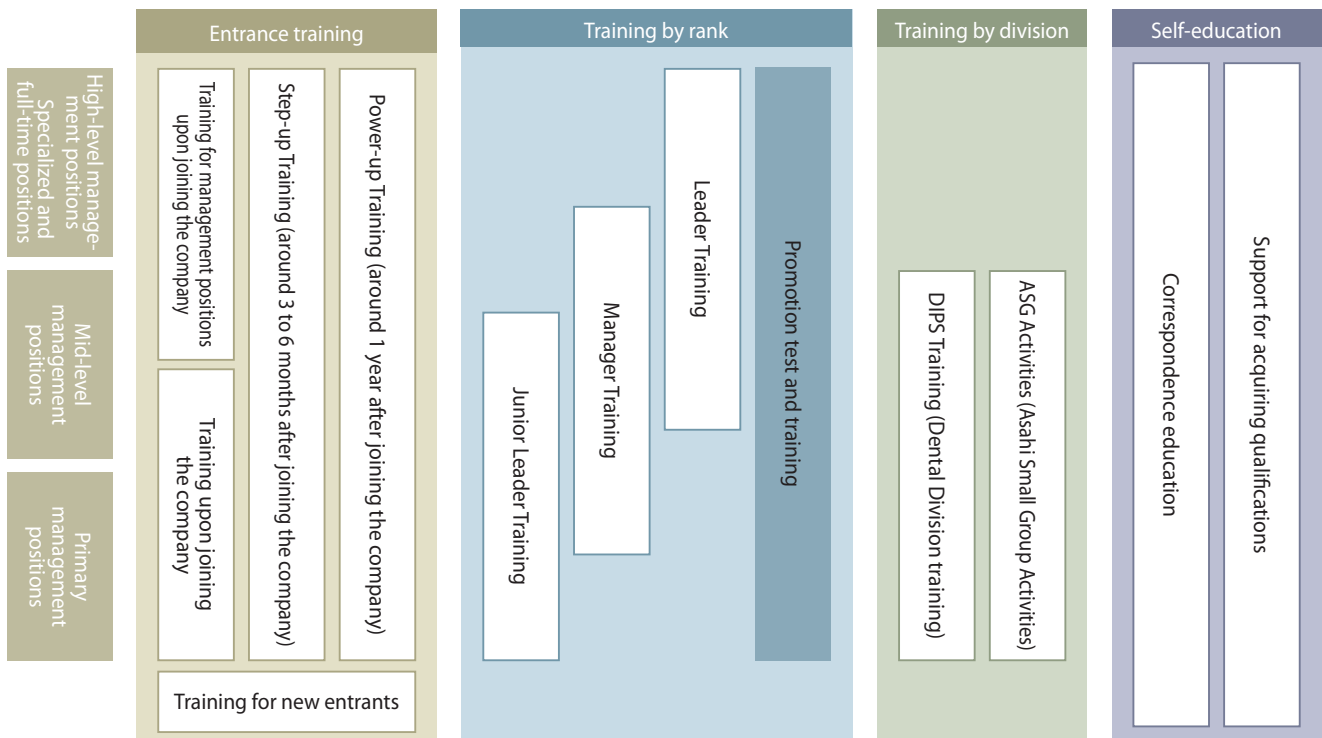 Entrance training
Training by rank
Training by division
Self-education
High-level manage-
ment positions
Specialized and
full-time positions
Mid-level
management
positions
Primary
management
positions
Training for management positions
upon joining the company
Training upon joining
the company
Step-up Training (around 3 to 6 months after joining the company)
Power-up Training (around 1 year after joining the company)
Training for new entrants
Junior Leader Training
Manager Training
Leader Training
Promotion test and training
DIPS Training (Dental Division training)
ASG Activities (Asahi Small Group Activities)
Correspondence education
Support for acquiring qualifications